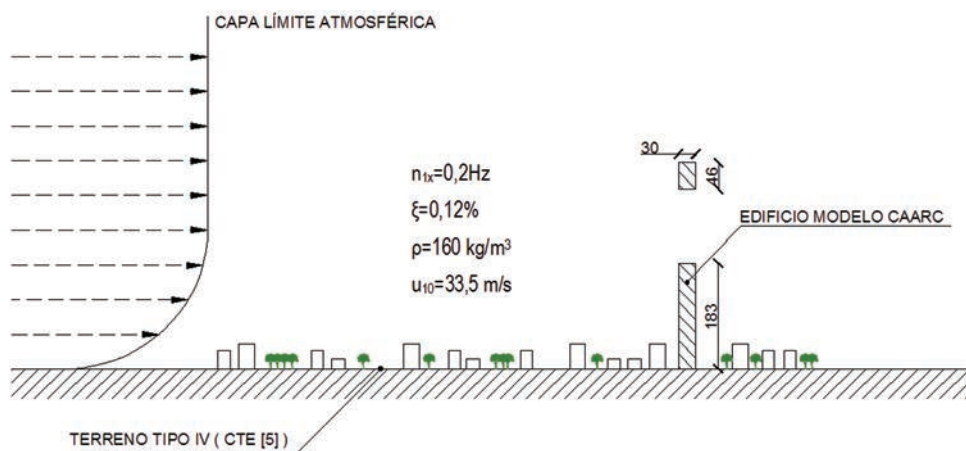 CAPA LÍMITE ATMOSFÉRICA
30
46
n1x=0,2Hz
ξ=0,12%
ρ=160 kg/m³
u10=33,5 m/s
EDIFICIO MODELO CAARC
183
TERRENO TIPO IV ( CTE [5] )